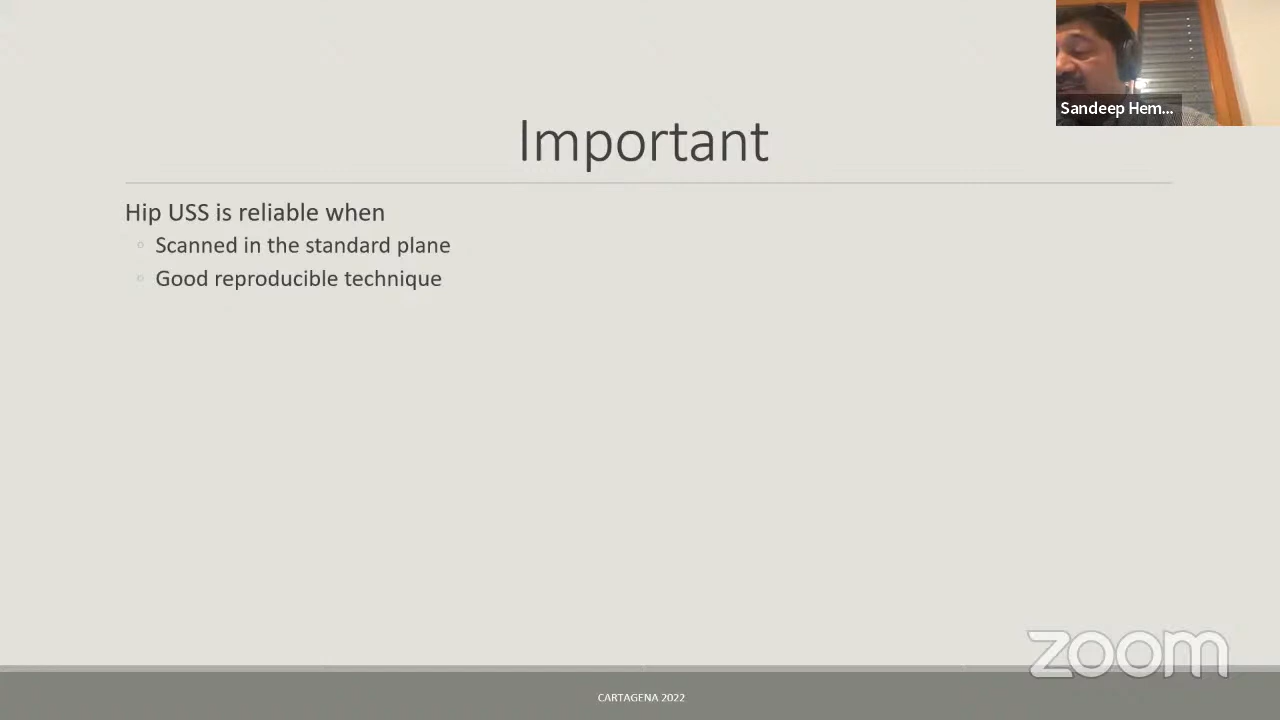 Sandeep Hem...
Important
Hip USS is reliable when
Scanned in the standard plane
Good reproducible technique
zoom
CARTAGENA 2022